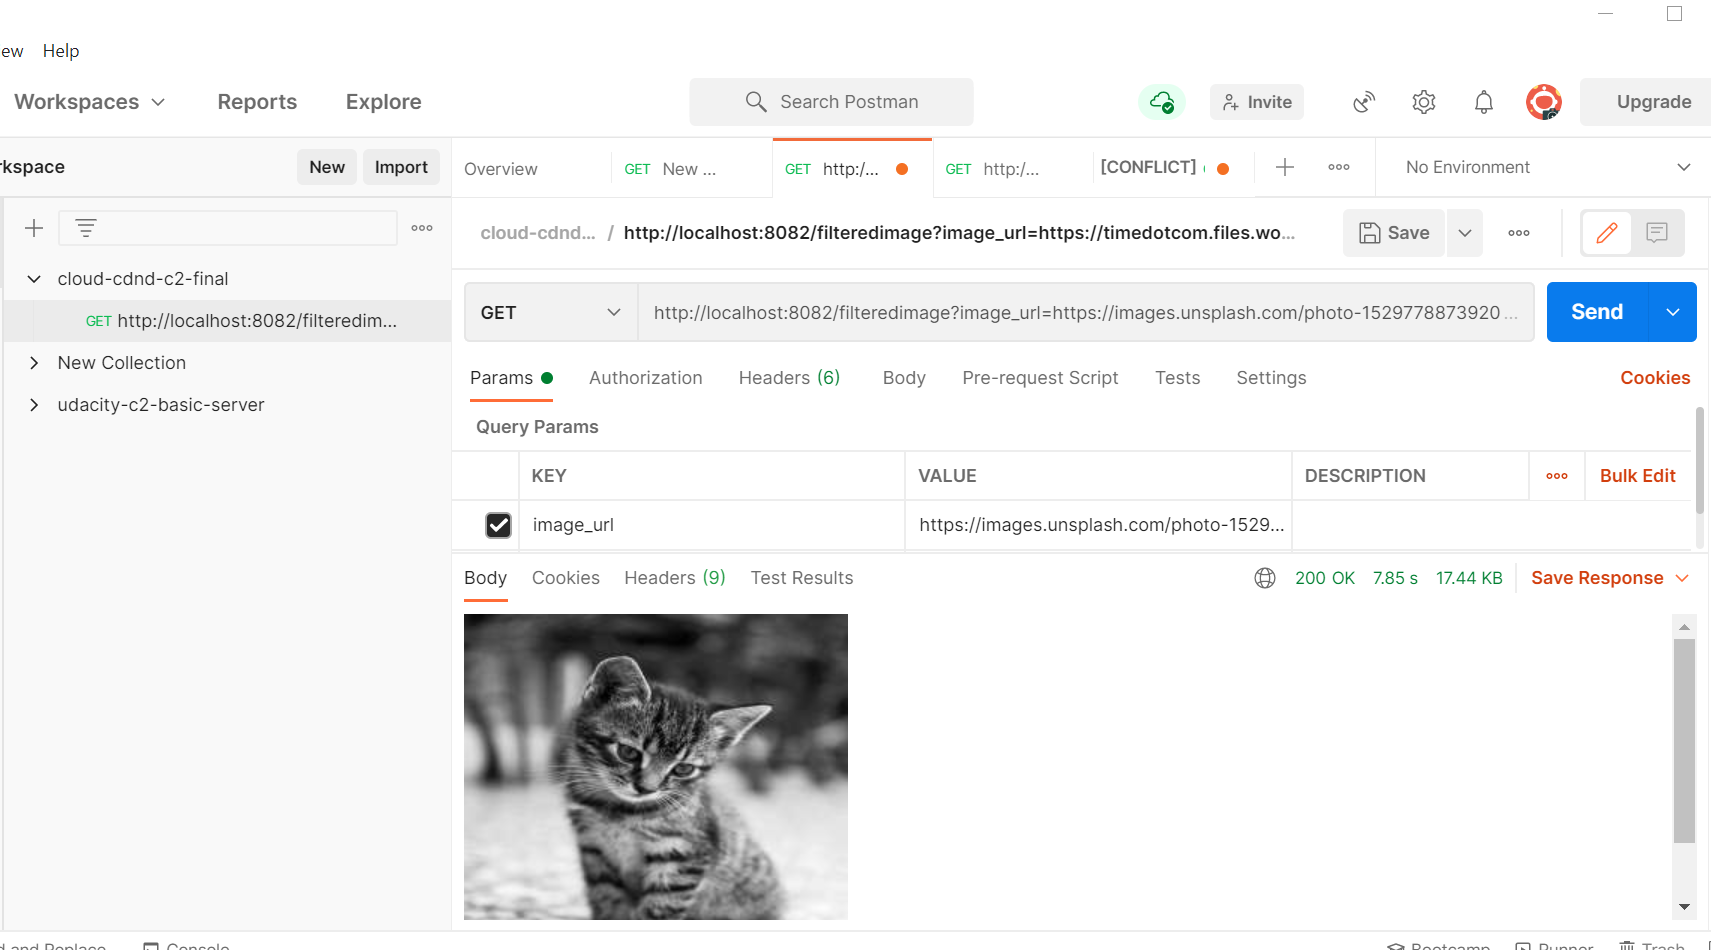 ew Help
Workspaces Reports Explore Search Postman Invite Upgrade
rkspace New Import Overview GET New ... GET http:/... GET http:/... [CONFLICT] No Environment
cloud-cdnd... / http://localhost:8082/filteredimage?image_url=https://timedotcom.files.wo... Save
cloud-cdnd-c2-final
GET http://localhost:8082/filteredim...
New Collection
udacity-c2-basic-server
GET http://localhost:8082/filteredimage?image_url=https://images.unsplash.com/photo-1529778873920 ... Send
Params Authorization Headers (6) Body Pre-request Script Tests Settings Cookies
Query Params
KEY VALUE DESCRIPTION Bulk Edit
image_url https://images.unsplash.com/photo-1529...
Body Cookies Headers (9) Test Results 200 OK 7.85 s 17.44 KB Save Response
d and Replace Console Bootcamp Runner Trash